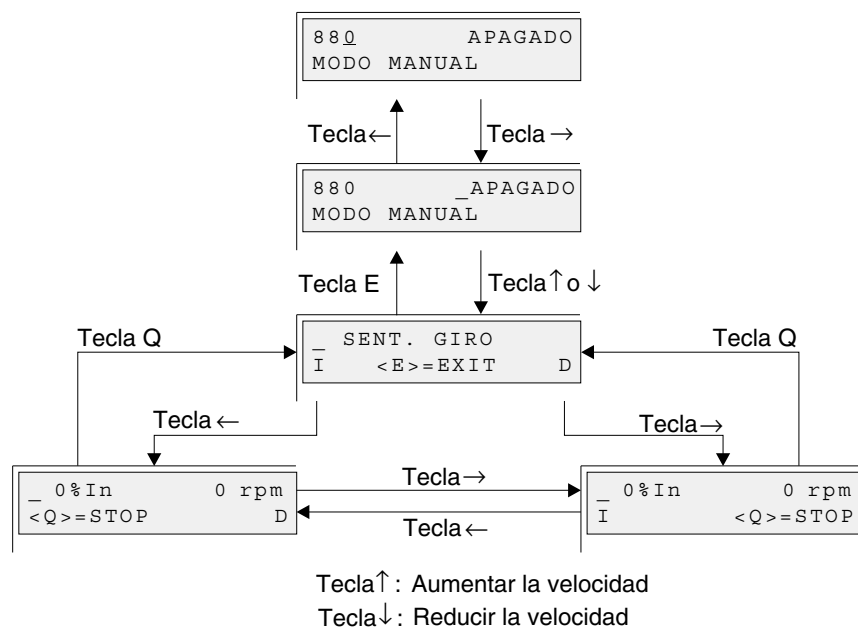 880 APAGADO
MODO MANUAL
Tecla← Tecla →
880 _APAGADO
MODO MANUAL
Tecla E Tecla↑ o ↓
Tecla Q Tecla Q
_ SENT. GIRO
I <E>=EXIT D
Tecla ← Tecla→
_ 0%In 0 rpm
<Q>=STOP D
Tecla→
Tecla←
_ 0%In 0 rpm
I <Q>=STOP
Tecla↑: Aumentar la velocidad
Tecla↓: Reducir la velocidad